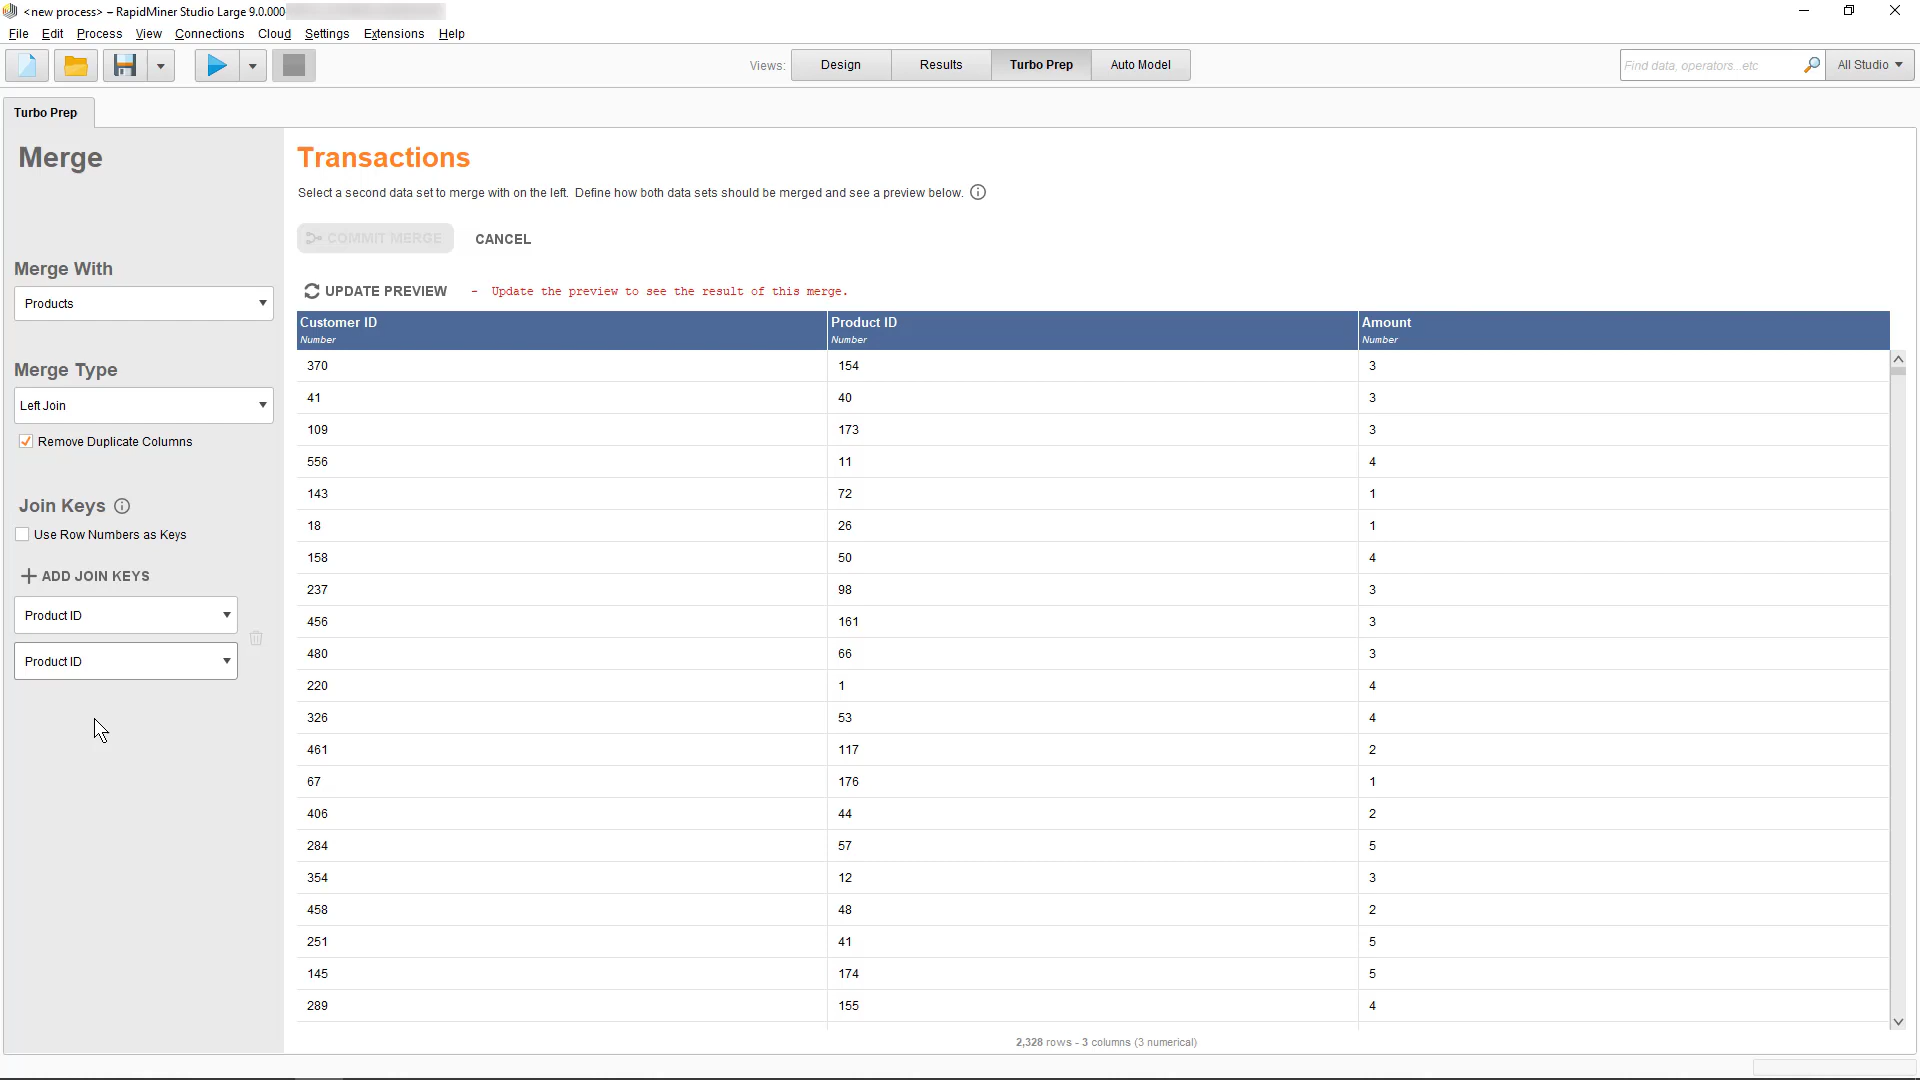 <new process> – RapidMiner Studio Large 9.0.000
File Edit Process View Connections Cloud Settings Extensions Help
Views: Design Results Turbo Prep Auto Model
Find data, operators...etc
All Studio
Turbo Prep
Merge
Transactions
Select a second data set to merge with on the left. Define how both data sets should be merged and see a preview below.
COMMIT MERGE CANCEL
Merge With
UPDATE PREVIEW - Update the preview to see the result of this merge.
Products
Merge Type
Left Join
Remove Duplicate Columns
Join Keys
Use Row Numbers as Keys
ADD JOIN KEYS
Product ID
Product ID
Customer ID Product ID Amount
Number Number Number
370 154 3
41 40 3
109 173 3
556 11 4
143 72 1
18 26 1
158 50 4
237 98 3
456 161 3
480 66 3
220 1 4
326 53 4
461 117 2
67 176 1
406 44 2
284 57 5
354 12 3
458 48 2
251 41 5
145 174 5
289 155 4
2,328 rows - 3 columns (3 numerical)